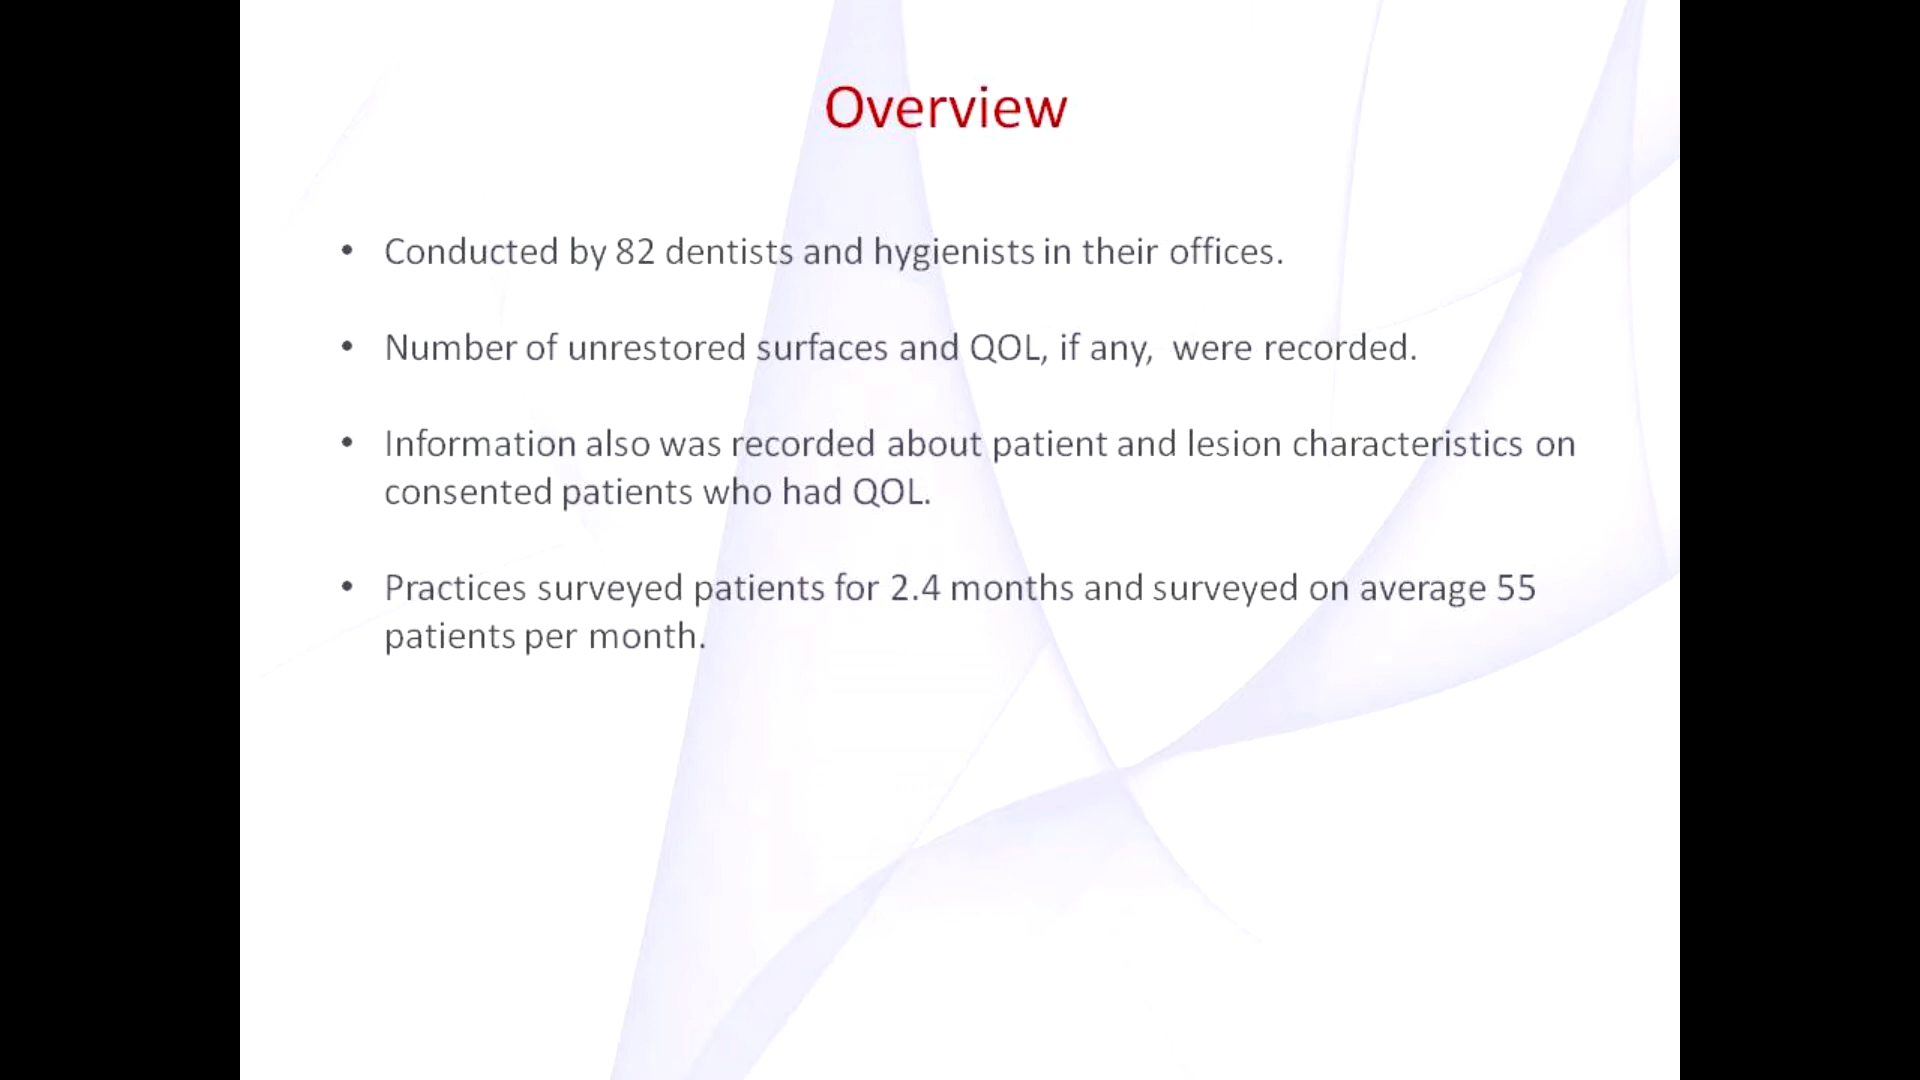 Overview
• Conducted by 82 dentists and hygienists in their offices.
• Number of unrestored surfaces and QOL, if any, were recorded.
• Information also was recorded about patient and lesion characteristics on
consented patients who had QOL.
• Practices surveyed patients for 2.4 months and surveyed on average 55
patients per month.